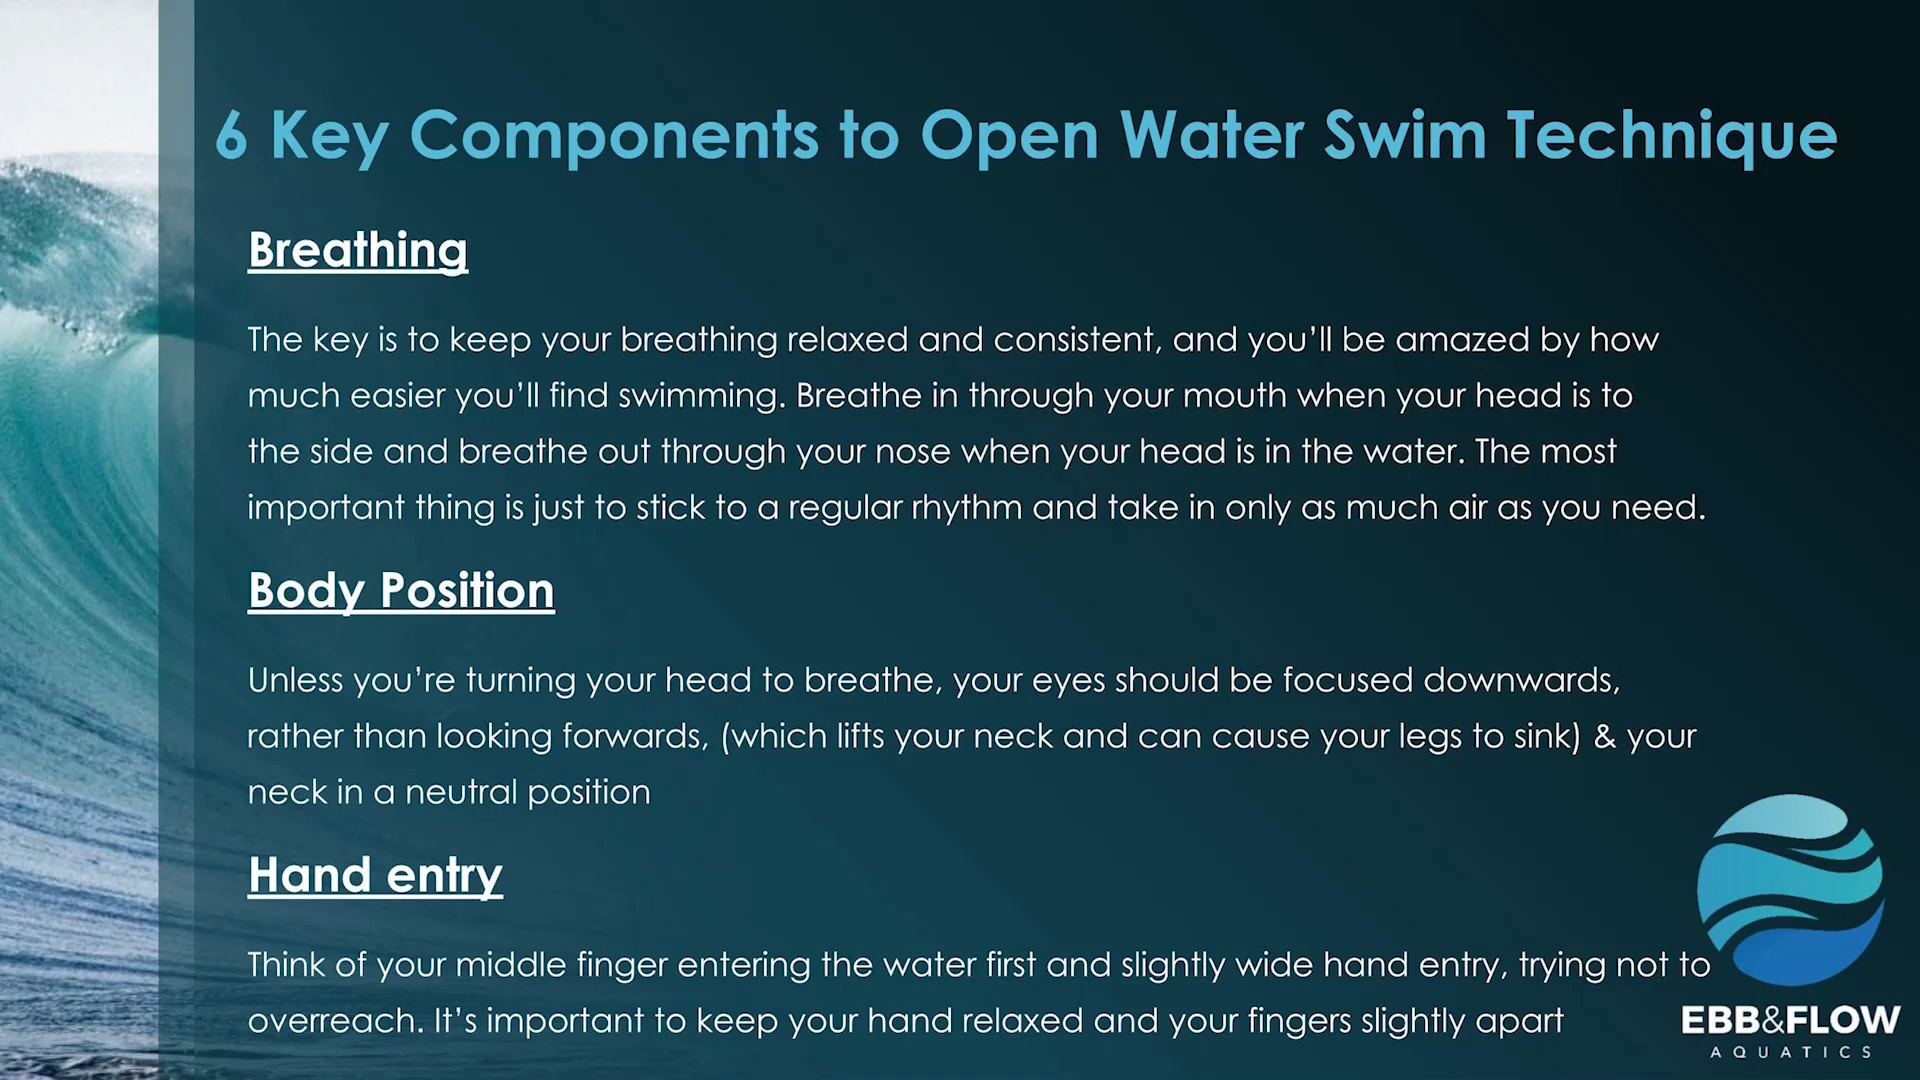 6 Key Components to Open Water Swim Technique
Breathing
The key is to keep your breathing relaxed and consistent, and you’ll be amazed by how
much easier you’ll find swimming. Breathe in through your mouth when your head is to
the side and breathe out through your nose when your head is in the water. The most
important thing is just to stick to a regular rhythm and take in only as much air as you need.
Body Position
Unless you’re turning your head to breathe, your eyes should be focused downwards,
rather than looking forwards, (which lifts your neck and can cause your legs to sink) & your
neck in a neutral position
Hand entry
Think of your middle finger entering the water first and slightly wide hand entry, trying not to
overreach. It’s important to keep your hand relaxed and your fingers slightly apart
EBB&FLOW
AQUATICS